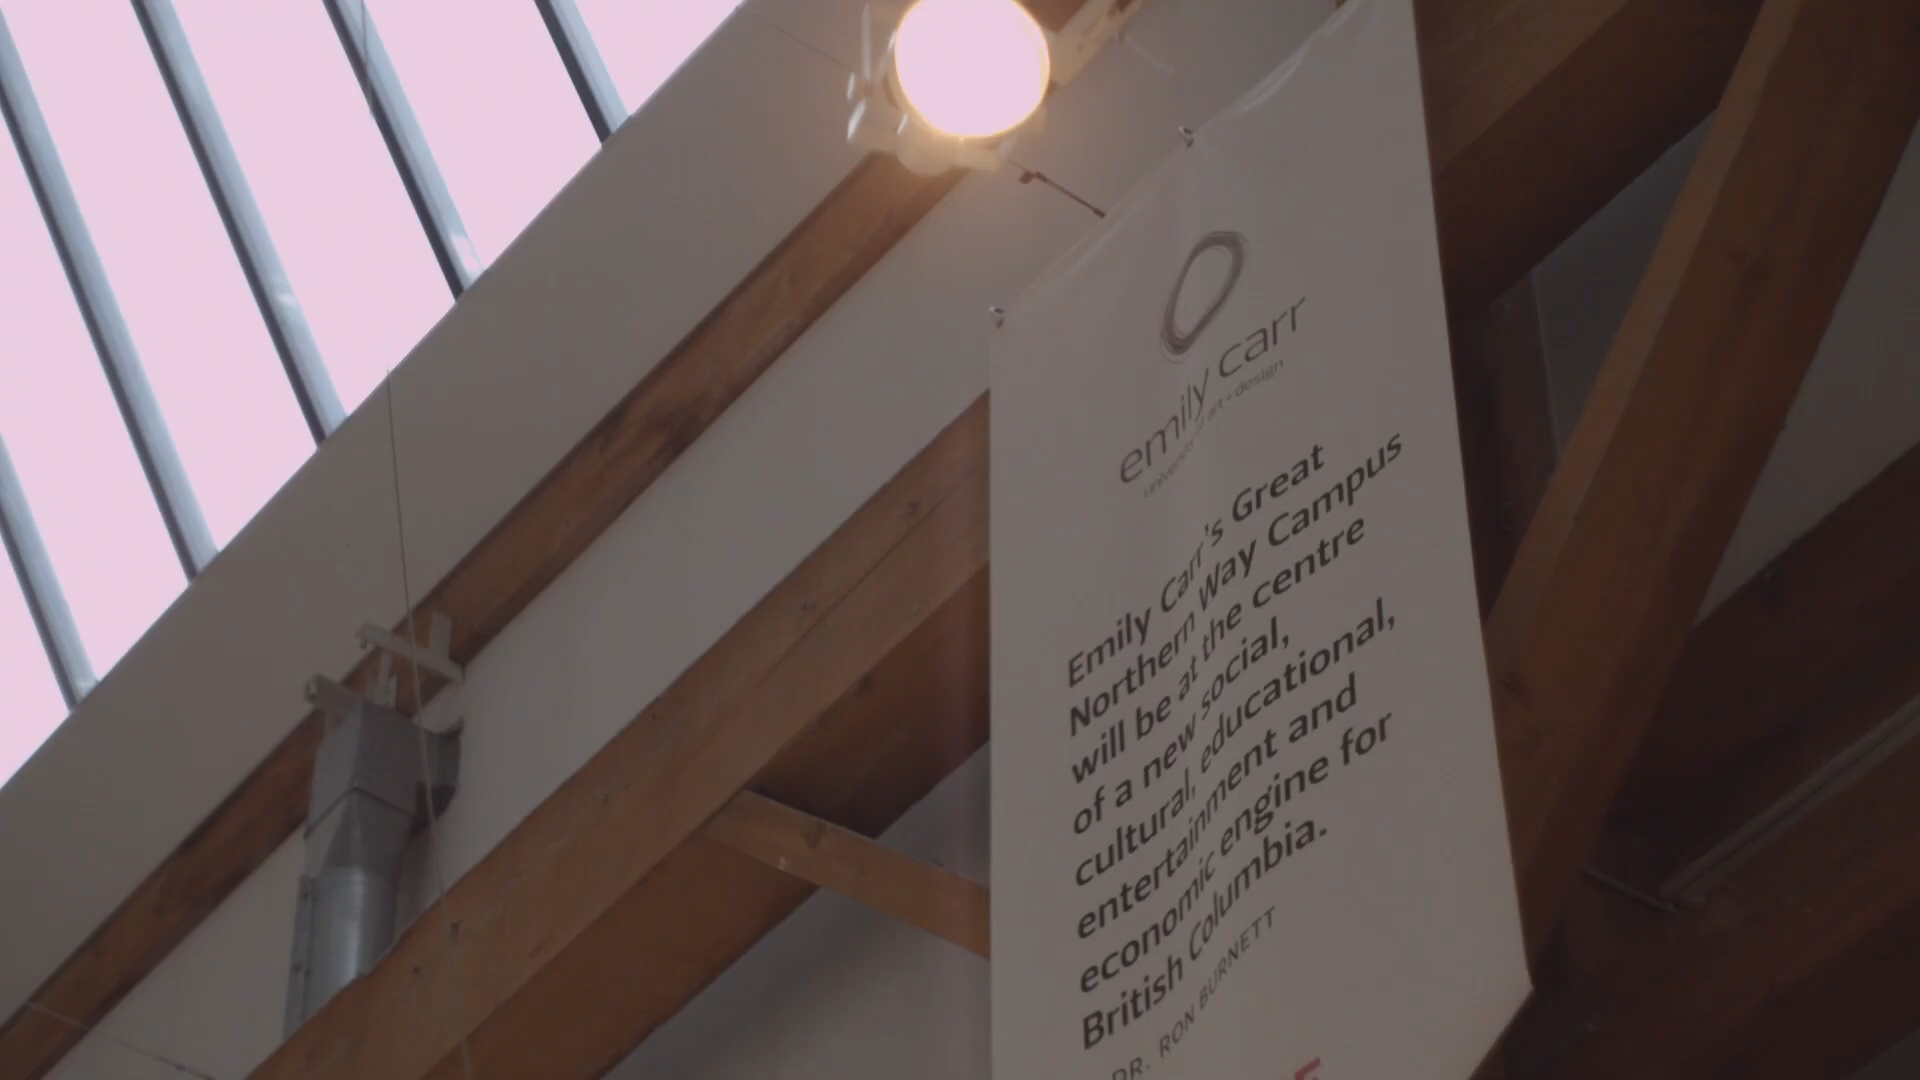 emily carr
university of art + design
Emily Carr's Great
Northern Way Campus
will be at the centre
of a new social,
cultural, educational,
entertainment and
economic engine for
British Columbia.
DR. RON BURNETT